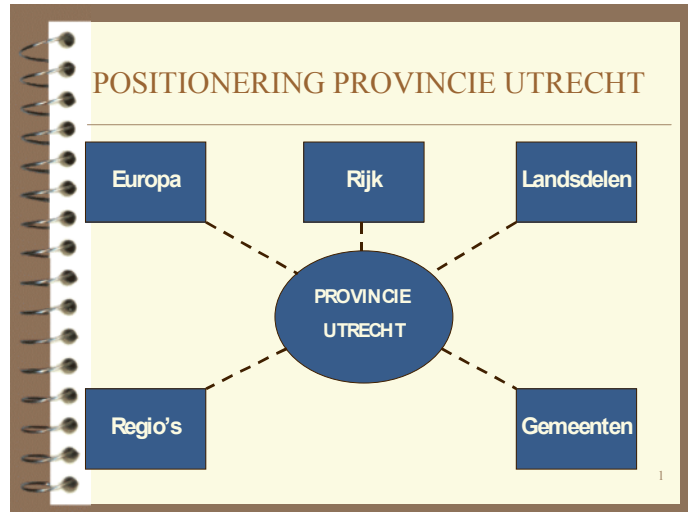 POSITIONERING PROVINCIE UTRECHT
Europa
Rijk
Landsdelen
PROVINCIE
UTRECHT
Regio’s
Gemeenten
1